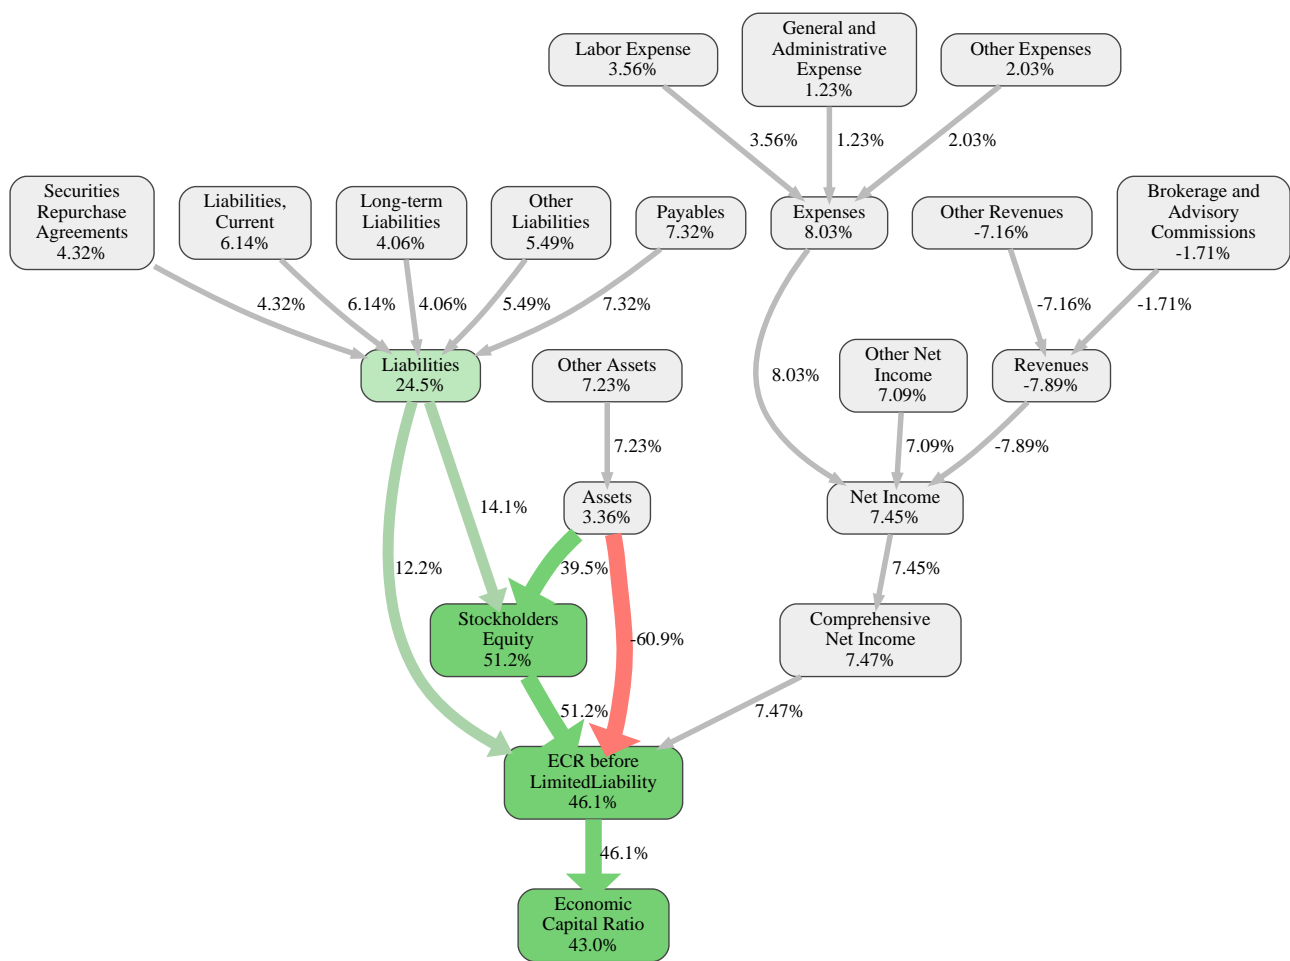 Labor Expense
3.56%
General and
Administrative
Expense
1.23%
Other Expenses
2.03%
3.56%
1.23%
2.03%
Securities
Repurchase
Agreements
4.32%
Liabilities,
Current
6.14%
Long-term
Liabilities
4.06%
Other
Liabilities
5.49%
Payables
7.32%
Expenses
8.03%
Other Revenues
-7.16%
Brokerage and
Advisory
Commissions
-1.71%
4.32%
6.14%
4.06%
5.49%
7.32%
-7.16%
-1.71%
Liabilities
24.5%
Other Assets
7.23%
8.03%
Other Net
Income
7.09%
Revenues
-7.89%
7.23%
7.09%
-7.89%
14.1%
Assets
3.36%
Net Income
7.45%
12.2%
39.5%
7.45%
Stockholders
Equity
51.2%
-60.9%
Comprehensive
Net Income
7.47%
51.2%
7.47%
ECR before
LimitedLiability
46.1%
46.1%
Economic
Capital Ratio
43.0%